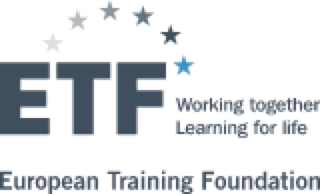 ETF
Working together
Learning for life
European Training Foundation